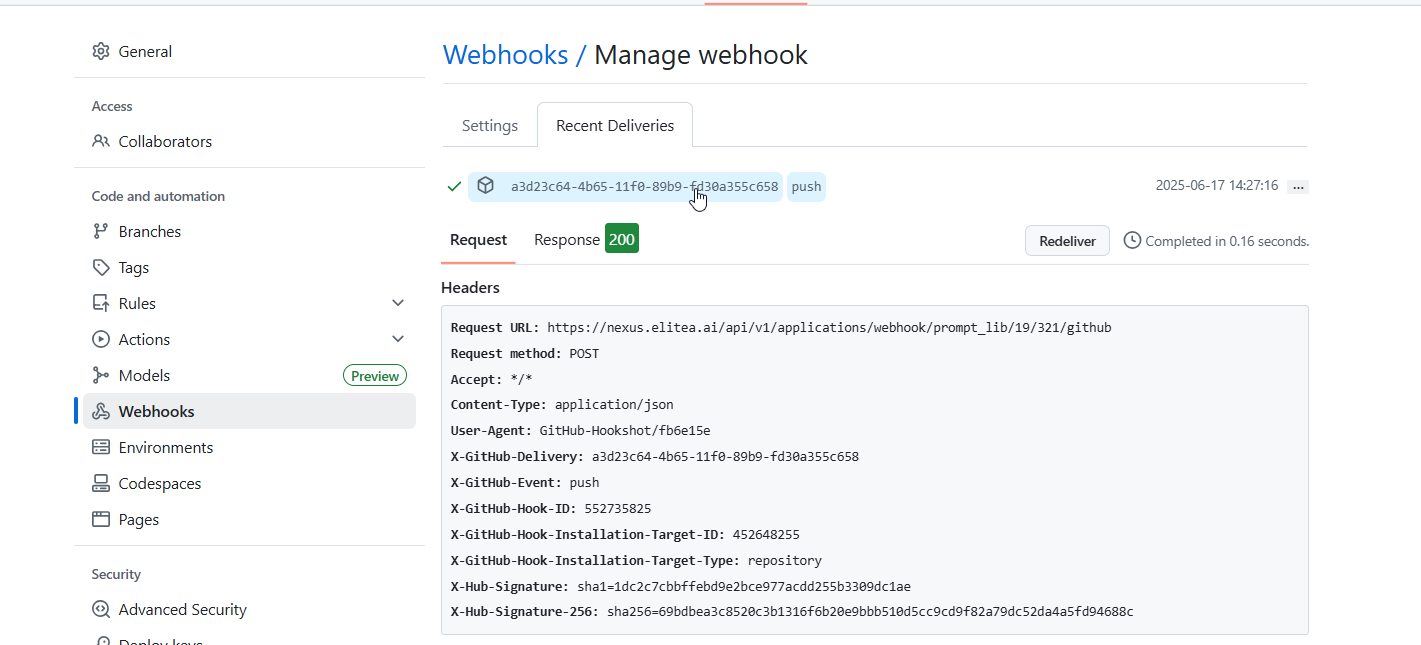 General
Access
Collaborators
Code and automation
Branches
Tags
Rules
Actions
Models Preview
Webhooks
Environments
Codespaces
Pages
Security
Advanced Security
Deploy keys
Webhooks / Manage webhook
Settings Recent Deliveries
a3d23c64-4b65-11f0-89b9-fd30a355c658 push 2025-06-17 14:27:16 ...
Request Response 200 Redeliver Completed in 0.16 seconds.
Headers
Request URL: https://nexus.elitea.ai/api/v1/applications/webhook/prompt_lib/19/321/github
Request method: POST
Accept: */*
Content-Type: application/json
User-Agent: GitHub-Hookshot/fb6e15e
X-GitHub-Delivery: a3d23c64-4b65-11f0-89b9-fd30a355c658
X-GitHub-Event: push
X-GitHub-Hook-ID: 552735825
X-GitHub-Hook-Installation-Target-ID: 452648255
X-GitHub-Hook-Installation-Target-Type: repository
X-Hub-Signature: sha1=1dc2c7cbbffebd9e2bce977acdd255b3309dc1ae
X-Hub-Signature-256: sha256=69bdbea3c8520c3b1316f6b20e9bbb510d5cc9cd9f82a79dc52da4a5fd94688c